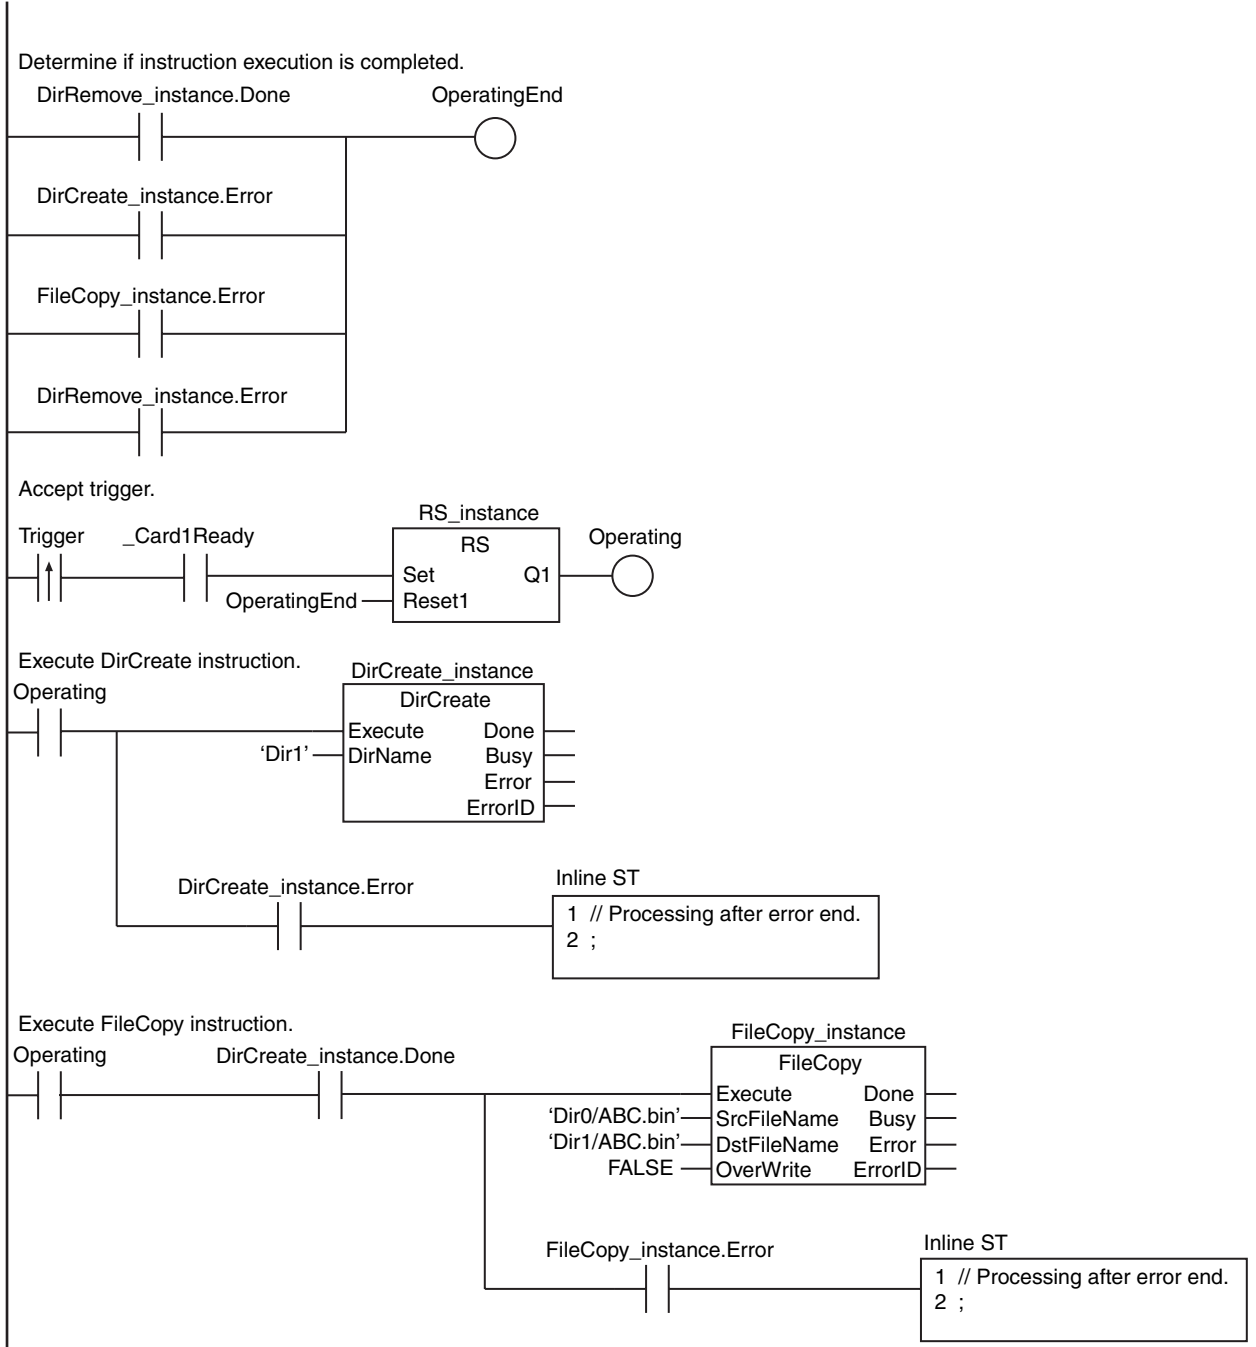 Determine if instruction execution is completed.
DirRemove_instance.Done OperatingEnd
DirCreate_instance.Error
FileCopy_instance.Error
DirRemove_instance.Error
Accept trigger.
RS_instance
Trigger _Card1Ready RS Operating
Set Q1
OperatingEnd Reset1
Execute DirCreate instruction.
DirCreate_instance
Operating DirCreate
Execute Done
‘Dir1’ DirName Busy
Error
ErrorID
DirCreate_instance.Error Inline ST
1 // Processing after error end.
2 ;
Execute FileCopy instruction.
FileCopy_instance
Operating DirCreate_instance.Done FileCopy
Execute Done
‘Dir0/ABC.bin’ SrcFileName Busy
‘Dir1/ABC.bin’ DstFileName Error
FALSE OverWrite ErrorID
FileCopy_instance.Error Inline ST
1 // Processing after error end.
2 ;